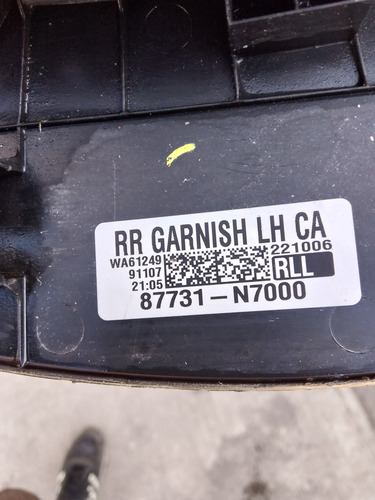 RR GARNISH LH CA
WA61249 221006
91107 RLL
21:05
87731-N7000